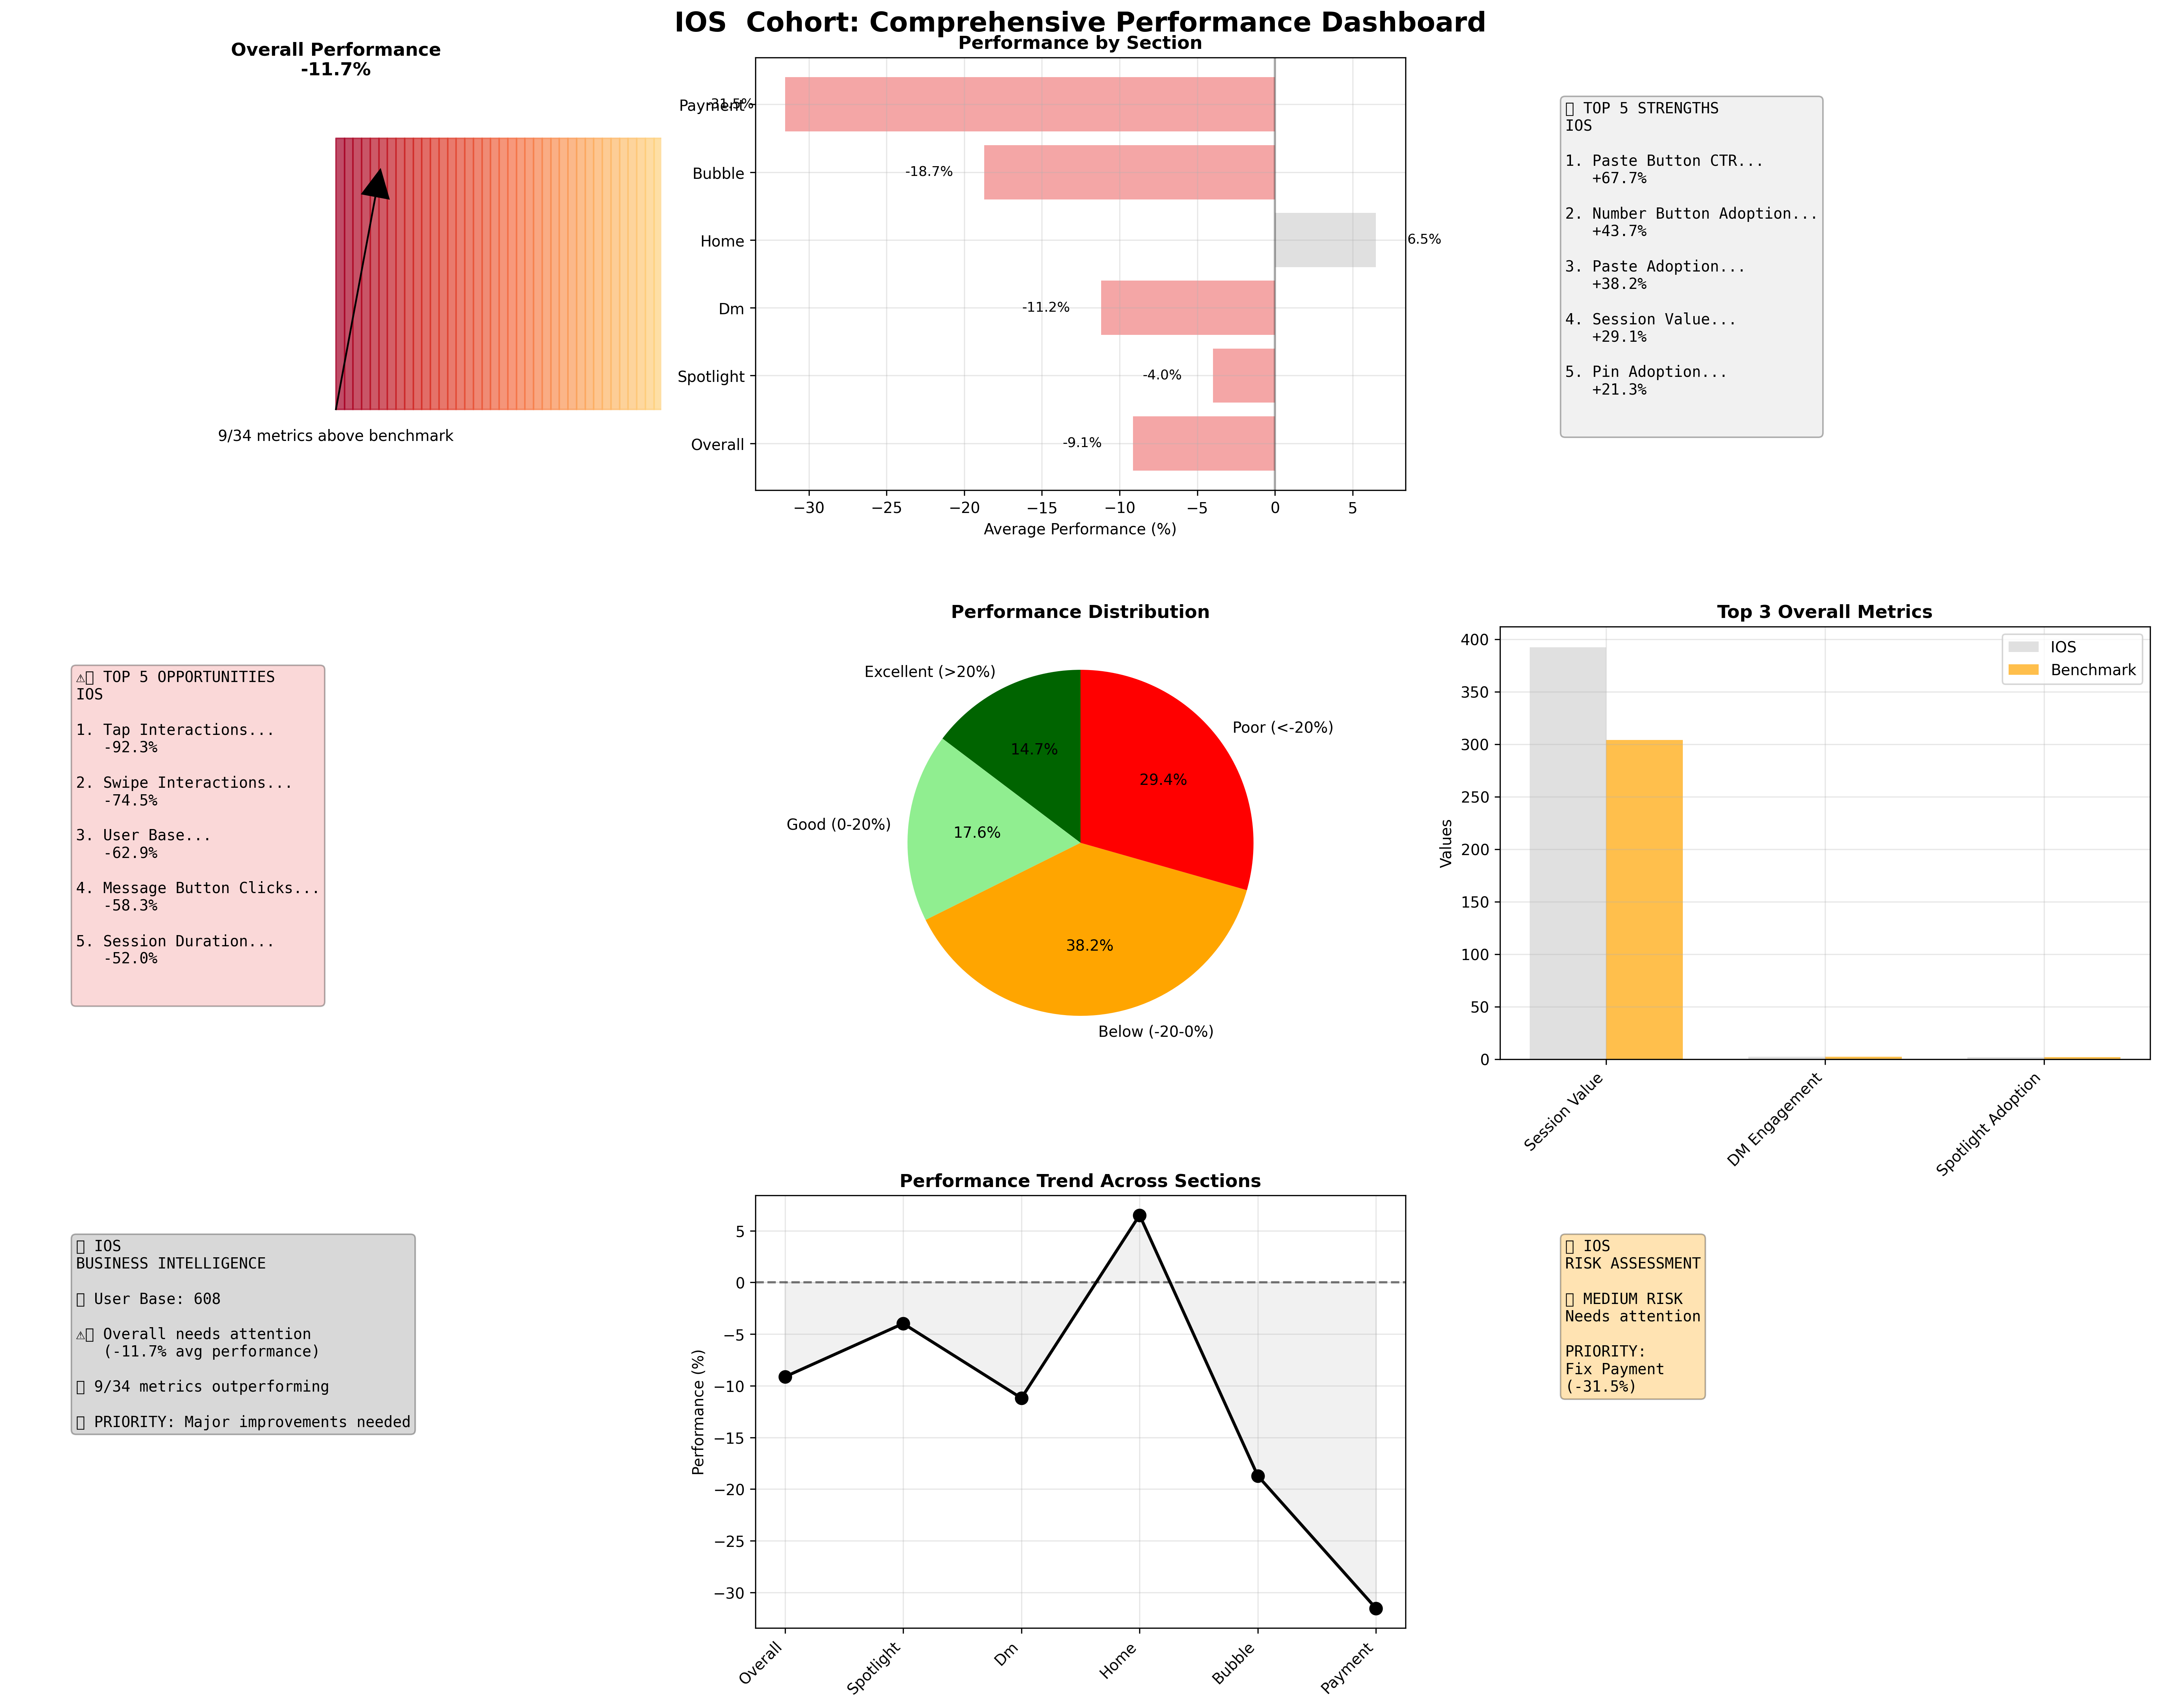 IOS  Cohort: Comprehensive Performance Dashboard
Overall Performance
-11.7%
9/34 metrics above benchmark
Performance by Section
Payment
-31.5%
Bubble
-18.7%
Home
6.5%
Dm
-11.2%
Spotlight
-4.0%
Overall
-9.1%
−30 −25 −20 −15 −10 −5 0 5
Average Performance (%)
TOP 5 STRENGTHS
IOS
1. Paste Button CTR...
+67.7%
2. Number Button Adoption...
+43.7%
3. Paste Adoption...
+38.2%
4. Session Value...
+29.1%
5. Pin Adoption...
+21.3%
⚠ TOP 5 OPPORTUNITIES
IOS
1. Tap Interactions...
-92.3%
2. Swipe Interactions...
-74.5%
3. User Base...
-62.9%
4. Message Button Clicks...
-58.3%
5. Session Duration...
-52.0%
Performance Distribution
Excellent (>20%)
14.7%
Poor (<-20%)
29.4%
Good (0-20%)
17.6%
38.2%
Below (-20-0%)
Top 3 Overall Metrics
IOS
Benchmark
400
350
300
250
200
150
100
50
0
Values
Session Value
DM Engagement
Spotlight Adoption
IOS
BUSINESS INTELLIGENCE
User Base: 608
⚠ Overall needs attention
(-11.7% avg performance)
9/34 metrics outperforming
PRIORITY: Major improvements needed
Performance Trend Across Sections
5
0
−5
−10
−15
−20
−25
−30
Performance (%)
Overall
Spotlight
Dm
Home
Bubble
Payment
IOS
RISK ASSESSMENT
MEDIUM RISK
Needs attention
PRIORITY:
Fix Payment
(-31.5%)